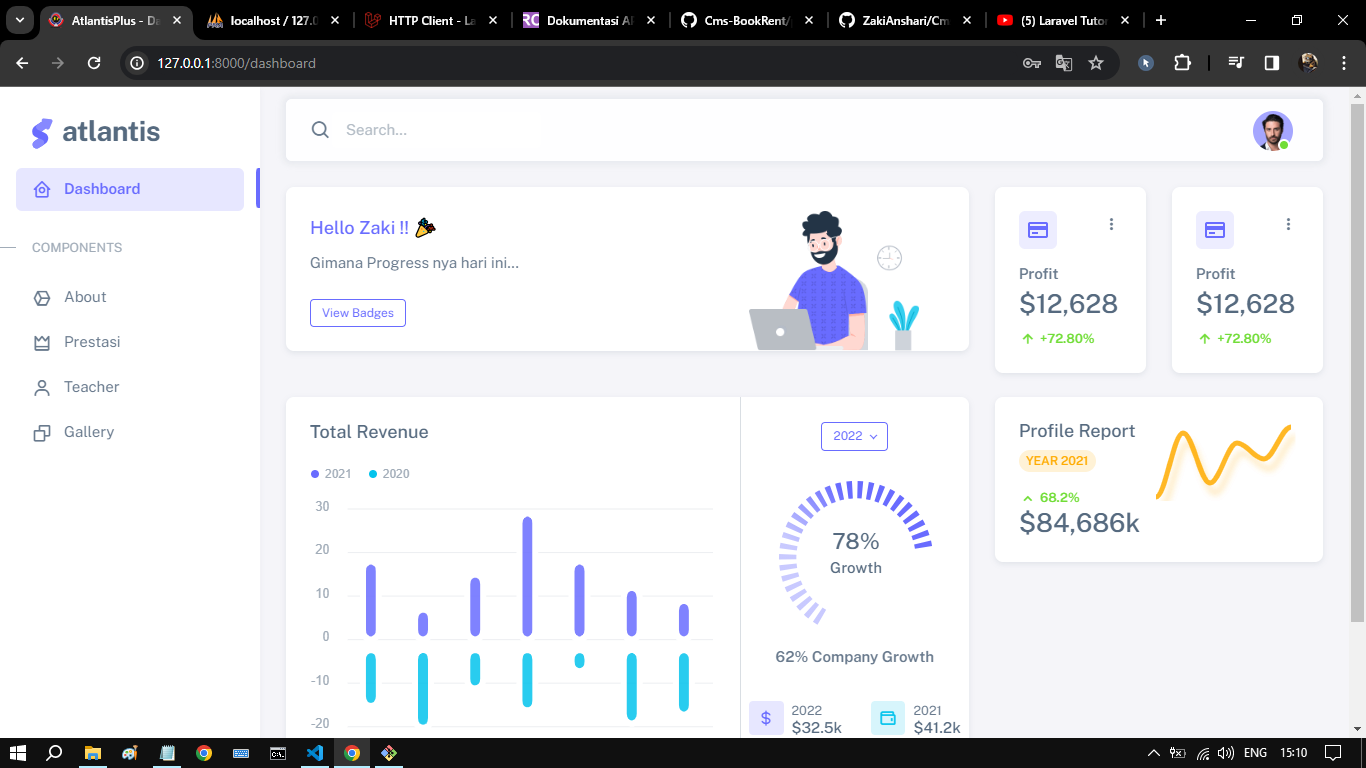 AtlantisPlus - Da
localhost / 127.0
HTTP Client - La
Dokumentasi AP
Cms-BookRent/
ZakiAnshari/Cm
(5) Laravel Tutor
127.0.0.1:8000/dashboard
atlantis
Search...
Dashboard
COMPONENTS
About
Prestasi
Teacher
Gallery
Hello Zaki !!
Gimana Progress nya hari ini...
View Badges
Profit
$12,628
+72.80%
Profit
$12,628
+72.80%
Total Revenue
2021
2020
30
20
10
0
-10
-20
2022
78%
Growth
62% Company Growth
$
2022
$32.5k
2021
$41.2k
Profile Report
YEAR 2021
68.2%
$84,686k
ENG
15:10